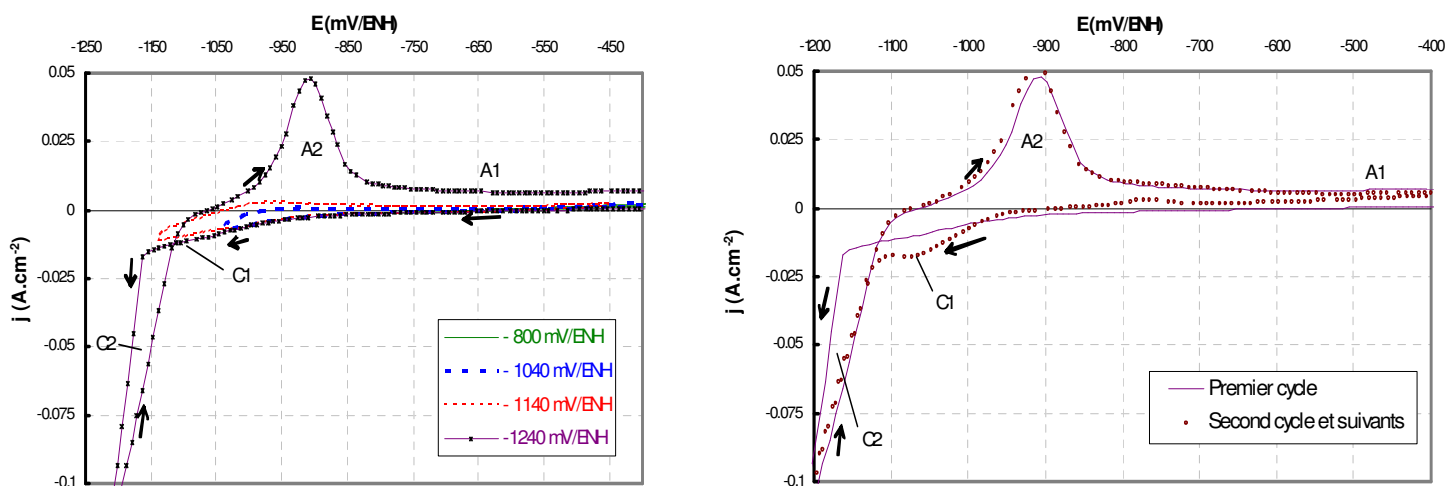 E (mV/ENH)
-1250 -1150 -1050 -950 -850 -750 -650 -550 -450
0.05
0.025
0
-0.025
-0.05
-0.075
-0.1
j (A.cm-2)
A2
A1
C1
C2
- 800 mV/ENH
- 1040 mV/ENH
- 1140 mV/ENH
-1240 mV/ENH
E (mV/ENH)
-1200 -1100 -1000 -900 -800 -700 -600 -500 -400
0.05
0.025
0
-0.025
-0.05
-0.075
-0.1
j (A.cm-2)
A2
A1
C1
C2
Premier cycle
Second cycle et suivants